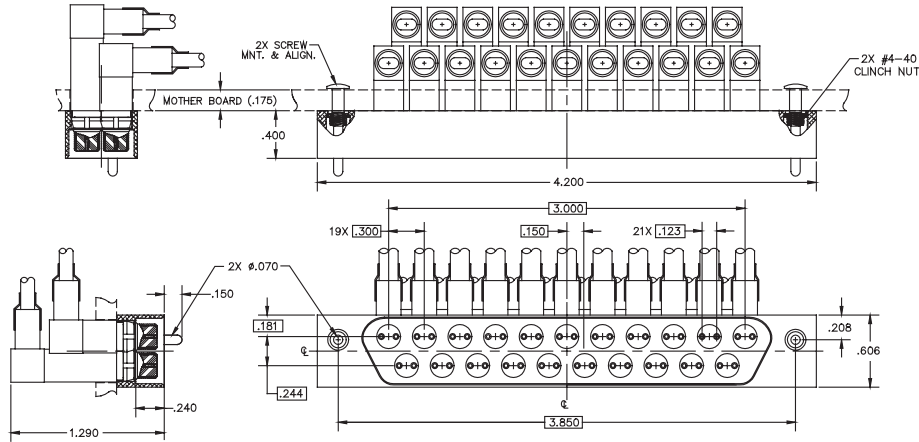 2X SCREW
MNT. & ALIGN.
2X #4-40
CLINCH NUT
MOTHER BOARD (.175)
.400
4.200
3.000
19X .300
.150
21X .123
2X ø.070
.150
.181
.208
.606
℄
.244
.240
℄
3.850
1.290